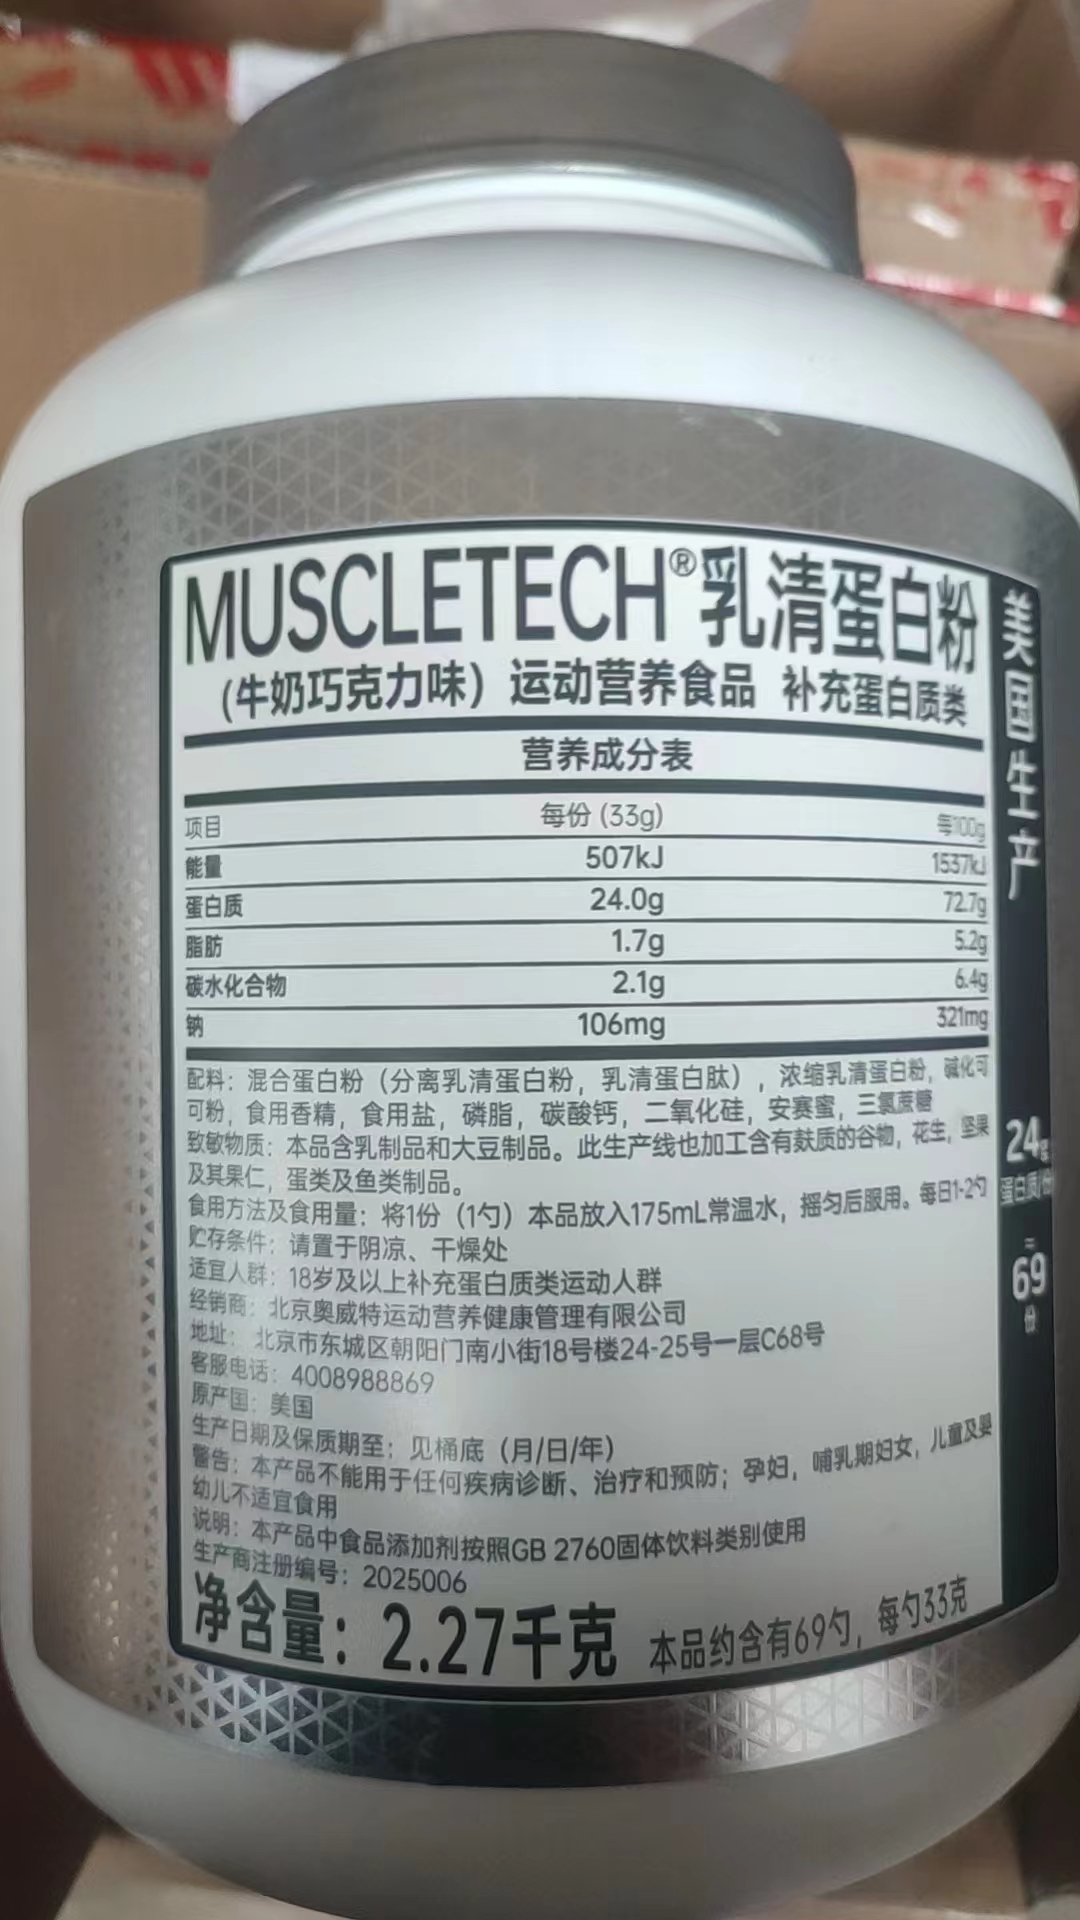 MUSCLETECH®乳清蛋白粉
(牛奶巧克力味) 运动营养食品 补充蛋白质类
营养成分表
项目 每份 (33g) 每100g
能量 507kJ 1537kJ
蛋白质 24.0g 72.7g
脂肪 1.7g 5.2g
碳水化合物 2.1g 6.4g
钠 106mg 321mg
配料：混合蛋白粉（分离乳清蛋白粉，乳清蛋白肽），浓缩乳清蛋白粉，碱化可
可粉，食用香精，食用盐，磷脂，碳酸钙，二氧化硅，安赛蜜，三氯蔗糖
致敏物质：本品含乳制品和大豆制品。此生产线也加工含有麸质的谷物，花生，坚果
及其果仁，蛋类及鱼类制品。
食用方法及食用量：将1份（1勺）本品放入175mL常温水，摇匀后服用。每日1-2勺
贮存条件：请置于阴凉、干燥处
适宜人群：18岁及以上补充蛋白质类运动人群
经销商：北京奥威特运动营养健康管理有限公司
地址：北京市东城区朝阳门南小街18号楼24-25号一层C68号
客服电话：4008988869
原产国：美国
生产日期及保质期至：见桶底（月/日/年）
警告：本产品不能用于任何疾病诊断、治疗和预防；孕妇，哺乳期妇女，儿童及婴
幼儿不适宜食用
说明：本产品中食品添加剂按照GB 2760固体饮料类别使用
生产商注册编号：2025006
净含量：2.27千克 本品约含有69勺，每勺33克
美国生产
24
蛋白质/份
69
份